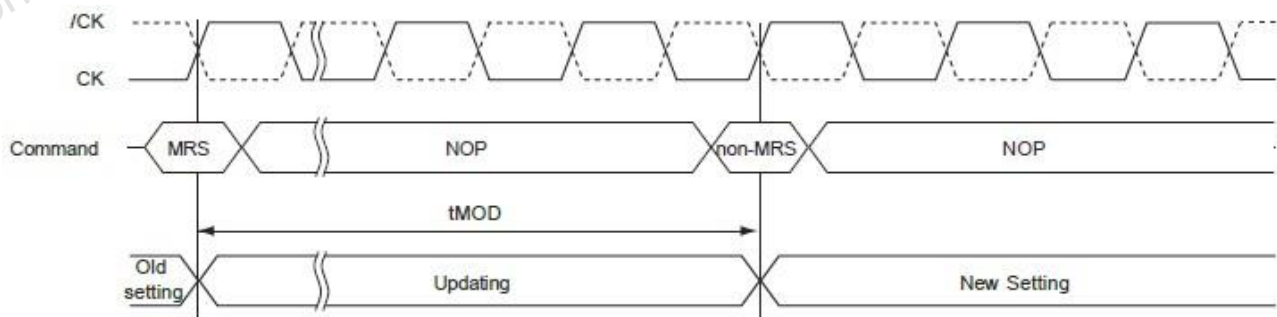 /CK
CK
Command MRS NOP non-MRS NOP
tMOD
Old setting Updating New Setting